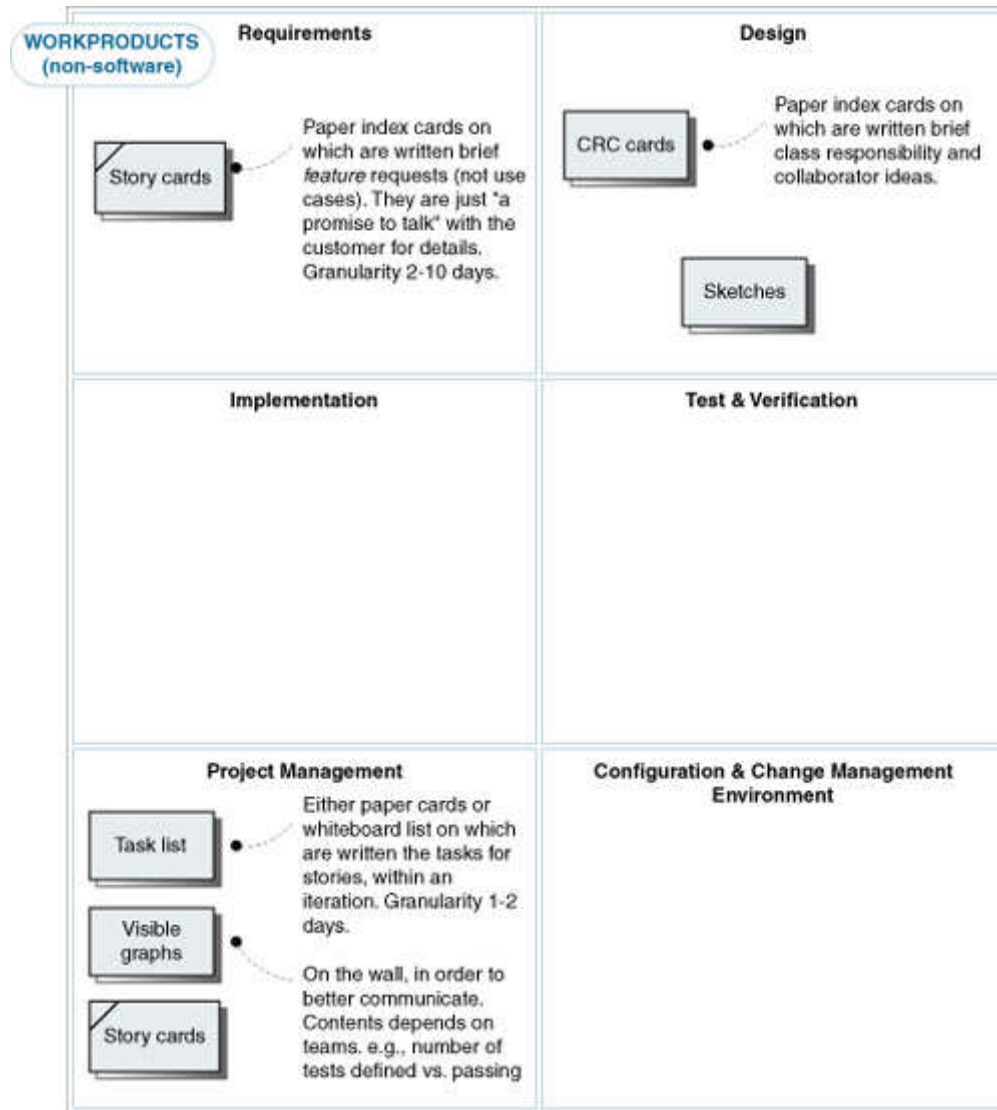 WORKPRODUCTS
(non-software)
Requirements
Story cards
Paper index cards on
which are written brief
feature requests (not use
cases). They are just "a
promise to talk" with the
customer for details.
Granularity 2-10 days.
Design
CRC cards
Paper index cards on
which are written brief
class responsibility and
collaborator ideas.
Sketches
Implementation
Test & Verification
Project Management
Task list
Either paper cards or
whiteboard list on which
are written the tasks for
stories, within an
iteration. Granularity 1-2
days.
Visible
graphs
On the wall, in order to
better communicate.
Contents depends on
teams. e.g., number of
tests defined vs. passing
Story cards
Configuration & Change Management
Environment